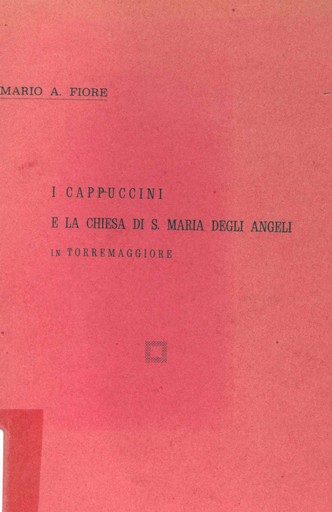 MARIO A. FIORE
I CAPPUCCINI
E LA CHIESA DI S. MARIA DEGLI ANGELI
IN TORREMAGGIORE